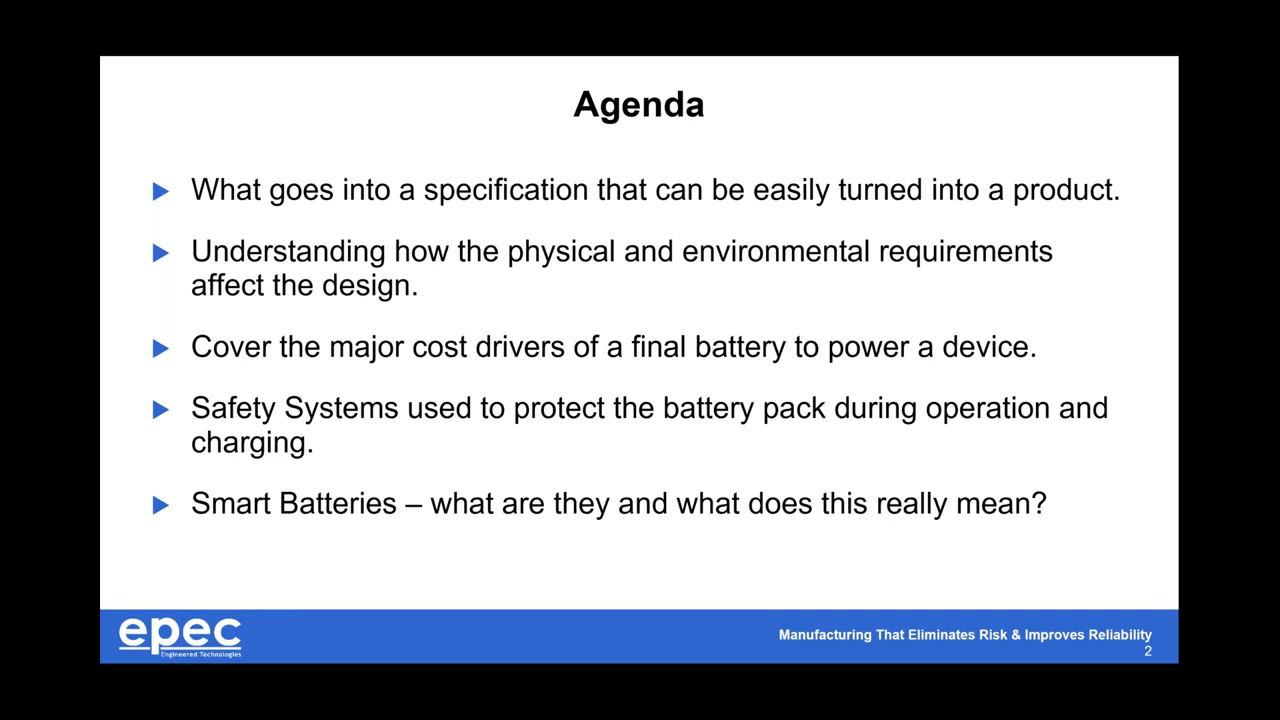 Agenda
What goes into a specification that can be easily turned into a product.
Understanding how the physical and environmental requirements
affect the design.
Cover the major cost drivers of a final battery to power a device.
Safety Systems used to protect the battery pack during operation and
charging.
Smart Batteries – what are they and what does this really mean?
epec
Engineered Technologies
Manufacturing That Eliminates Risk & Improves Reliability
2